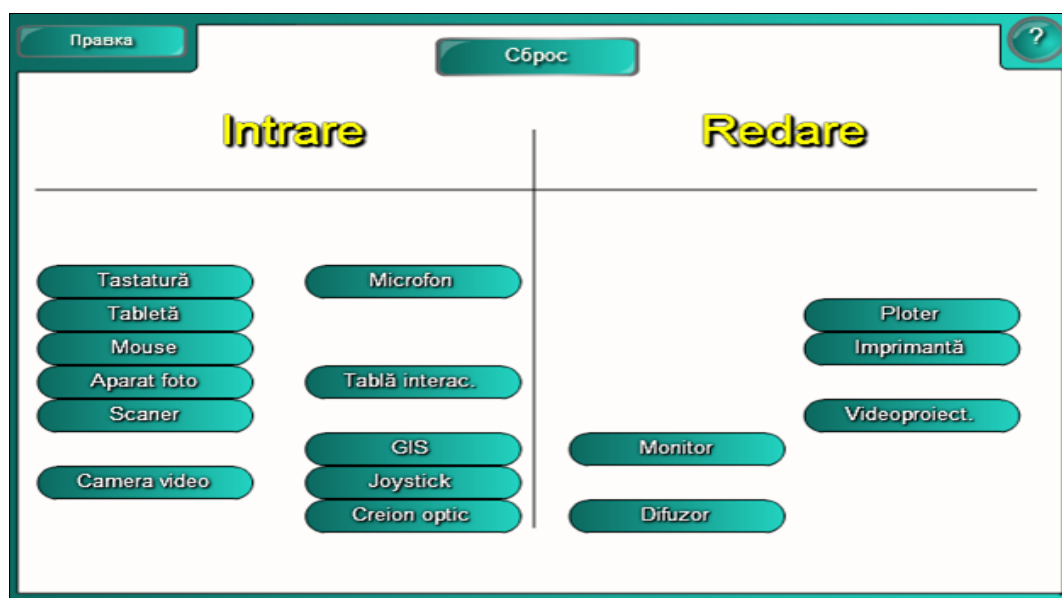 Правка
Сброс
?
Intrare
Redare
Tastatură
Tabletă
Mouse
Aparat foto
Scaner
Camera video
Microfon
Tablă interac.
GIS
Joystick
Creion optic
Monitor
Difuzor
Ploter
Imprimantă
Videoproiect.